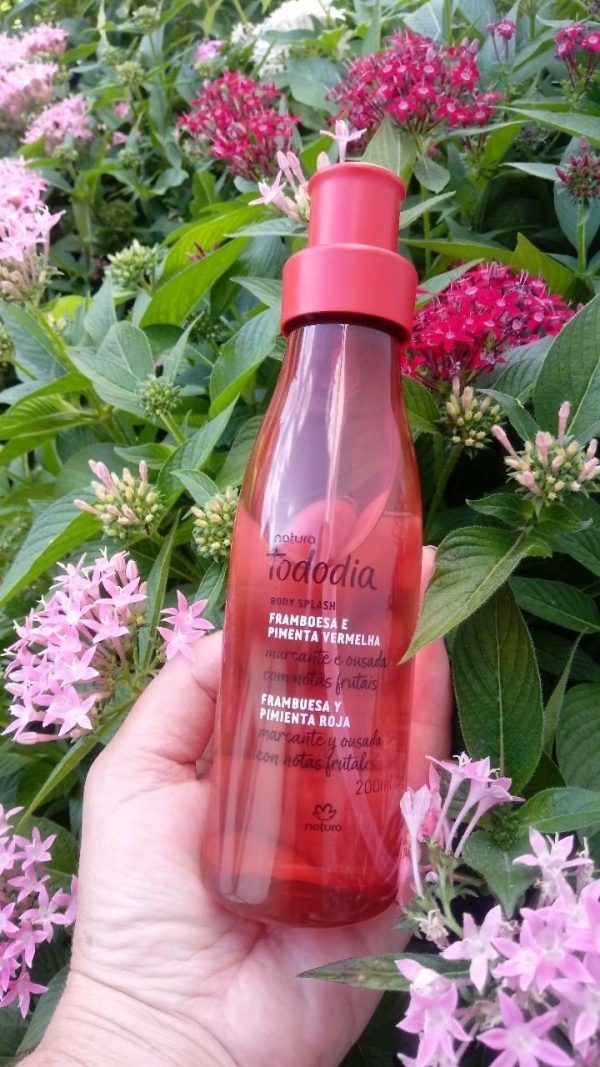 natura
Tododia
BODY SPLASH
FRAMBOESA E
PIMENTA VERMELHA
marcante e ousada
com notas frutais
FRAMBUESA Y
PIMIENTA ROJA
marcante y ousada
con notas frutales
200ml
natura